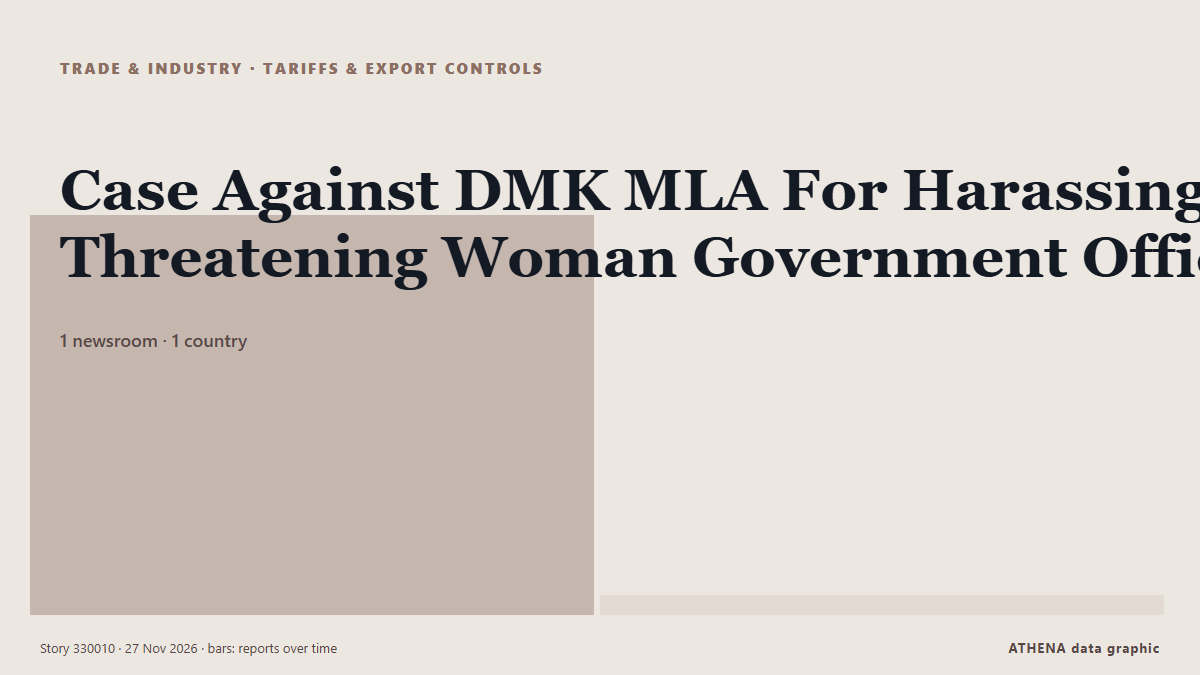 TRADE & INDUSTRY · TARIFFS & EXPORT CONTROLS
Case Against DMK MLA For Harassing
Threatening Woman Government
1 newsroom · 1 country
Story 330010 · 27 Nov 2026 · bars: reports over time
ATHENA data graphic